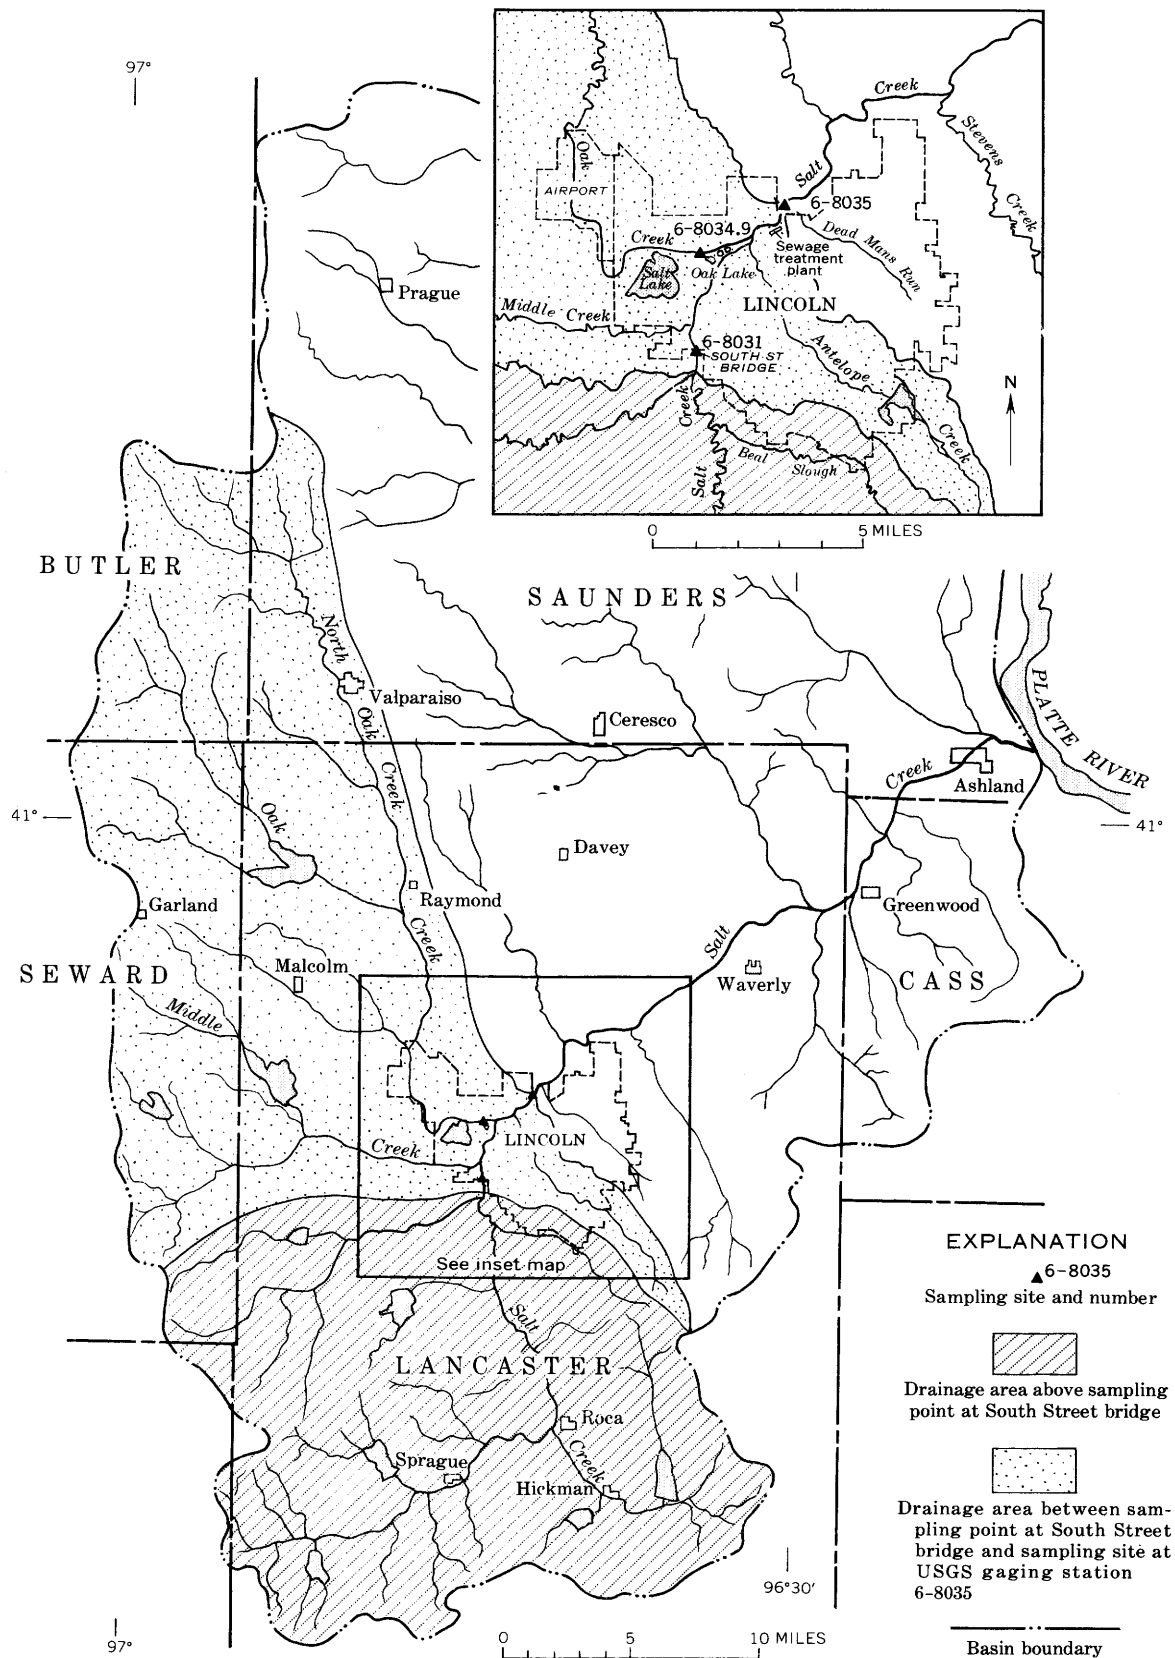 97°
Creek
Stevens
Creek
Oak
AIRPORT
Salt
6-8035
6-8034.9
Creek
Dead Mans Run
Sewage
treatment
plant
Salt
Lake
Oak Lake
LINCOLN
Middle Creek
6-8031
SOUTH ST
BRIDGE
Antelope
Creek
N
Creek
Beal Slough
Salt
0 5 MILES
Prague
BUTLER
SAUNDERS
North
Oak
Creek
Valparaiso
Ceresco
PLATTE RIVER
Creek
Ashland
41°
41°
Oak
Davey
Garland
Raymond
Greenwood
Creek
Salt
SEWARD
Malcolm
Waverly
CASS
Middle
LINCOLN
Creek
See inset map
Salt
LANCASTER
Roca
Sprague
Creek
Hickman
96°30'
97°
0 5 10 MILES
EXPLANATION
6-8035
Sampling site and number
Drainage area above sampling
point at South Street bridge
Drainage area between sam-
pling point at South Street
bridge and sampling site at
USGS gaging station
6-8035
Basin boundary